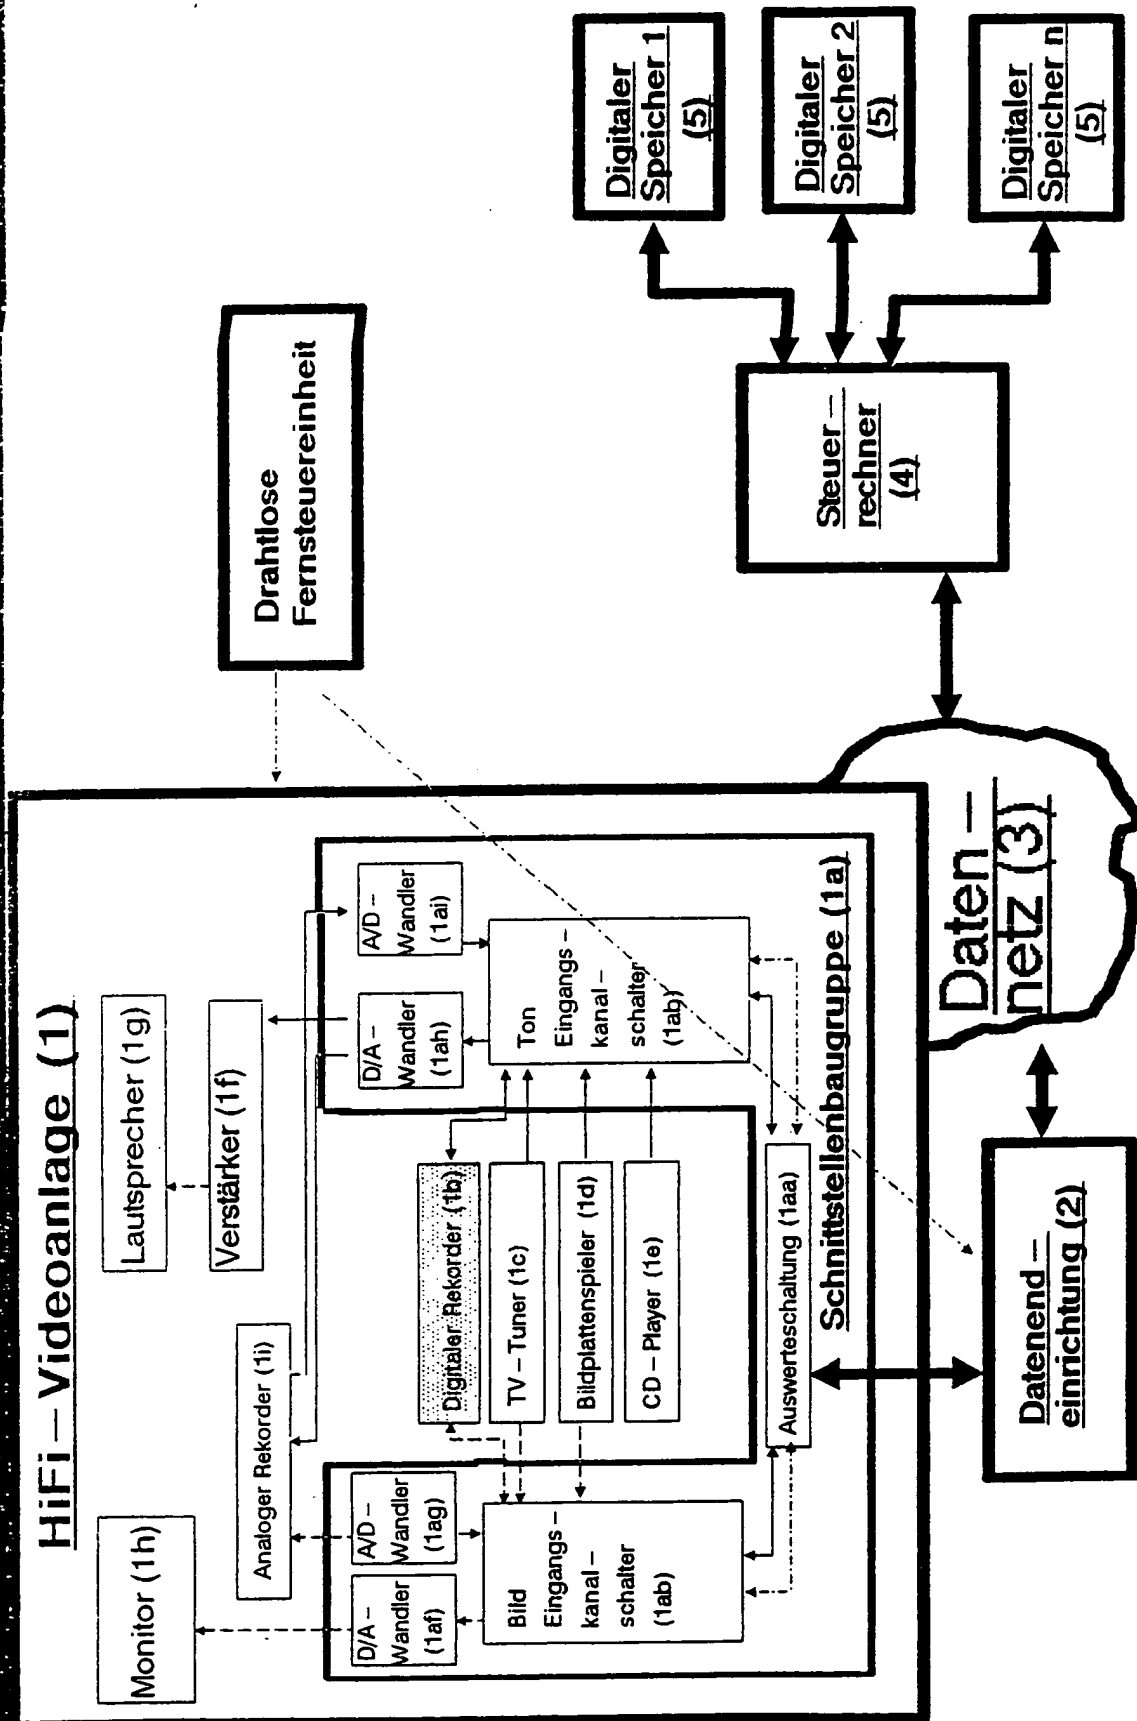 HiFi – Videoanlage (1)
Monitor (1h)
Lautsprecher (1g)
Verstärker (1f)
Analoger Rekorder (1i)
D/A –
Wandler
(1af)
A/D –
Wandler
(1ag)
D/A –
Wandler
(1ah)
A/D –
Wandler
(1ai)
Bild
Eingangs –
kanal –
schalter
(1ab)
Digitaler Rekorder (1b)
TV – Tuner (1c)
Bildplattenspieler (1d)
CD – Player (1e)
Ton
Eingangs –
kanal –
schalter
(1ab)
Auswerteschaltung (1aa)
Schnittstellenbaugruppe (1a)
Drahtlose
Fernsteuereinheit
Datenend –
einrichtung (2)
Daten –
netz (3)
Steuer –
rechner
(4)
Digitaler
Speicher 1
(5)
Digitaler
Speicher 2
(5)
Digitaler
Speicher n
(5)